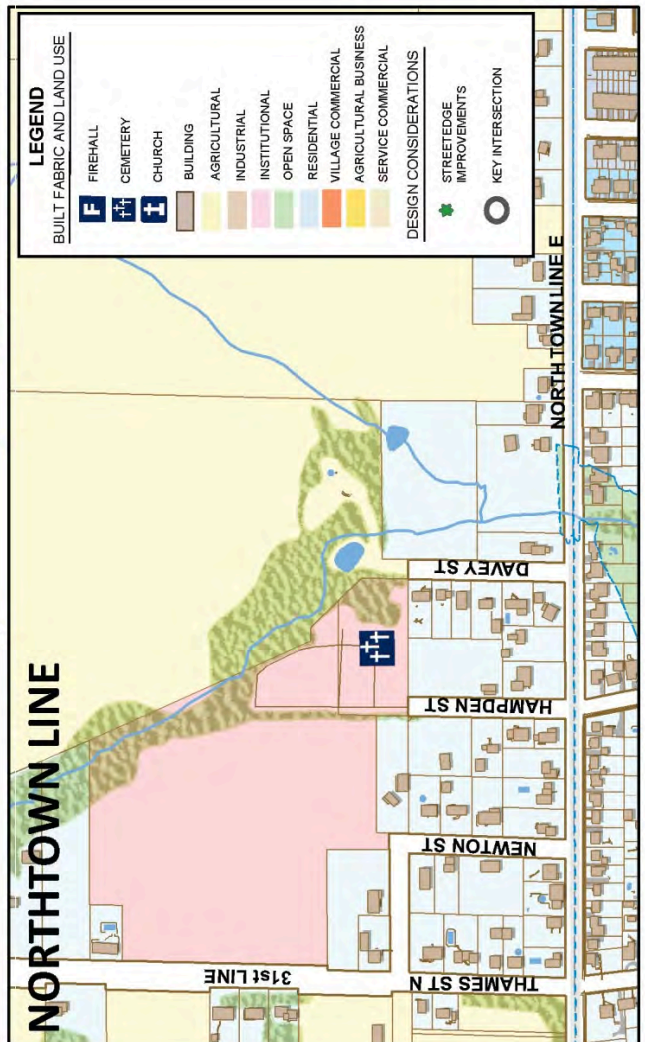 NORTHTOWN LINE
LEGEND
BUILT FABRIC AND LAND USE
F FIREHALL
CEMETERY
CHURCH
BUILDING
AGRICULTURAL
INDUSTRIAL
INSTITUTIONAL
OPEN SPACE
RESIDENTIAL
VILLAGE COMMERCIAL
AGRICULTURAL BUSINESS
SERVICE COMMERCIAL
DESIGN CONSIDERATIONS
STREETEDGE
IMPROVEMENTS
KEY INTERSECTION
31st LINE
THAMES ST N
NEWTON ST
HAMPDEN ST
DAVEY ST
NORTH TOWN LINE E